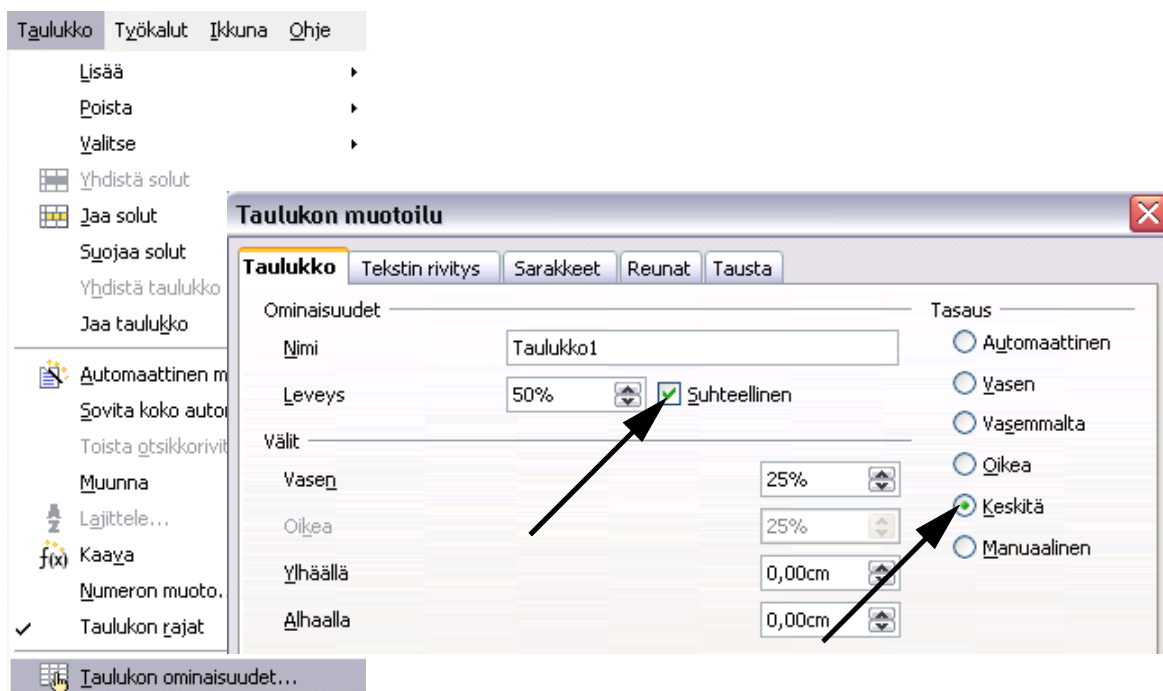 Taulukko Työkalut Ikkuna Ohje
Lisää
Poista
Valitse
Yhdistä solut
Jaa solut
Suojaa solut
Yhdistä taulukko
Jaa taulukko
Automaattinen m
Sovita koko autor
Toista otsikkorivit
Muunna
Lajittele...
f(x) Kaava
Numeron muoto.
Taulukon rajat
Taulukon ominaisuudet...
Taulukon muotoilu
Taulukko Tekstin rivitys Sarakkeet Reunat Tausta
Ominaisuudet
Nimi Taulukko1
Leveys 50% Suhteellinen
Välit
Vasen 25%
Oikea 25%
Ylhäällä 0,00cm
Alhaalla 0,00cm
Tasaus
Automaattinen
Vasen
Vasemmalta
Oikea
Keskitä
Manuaalinen